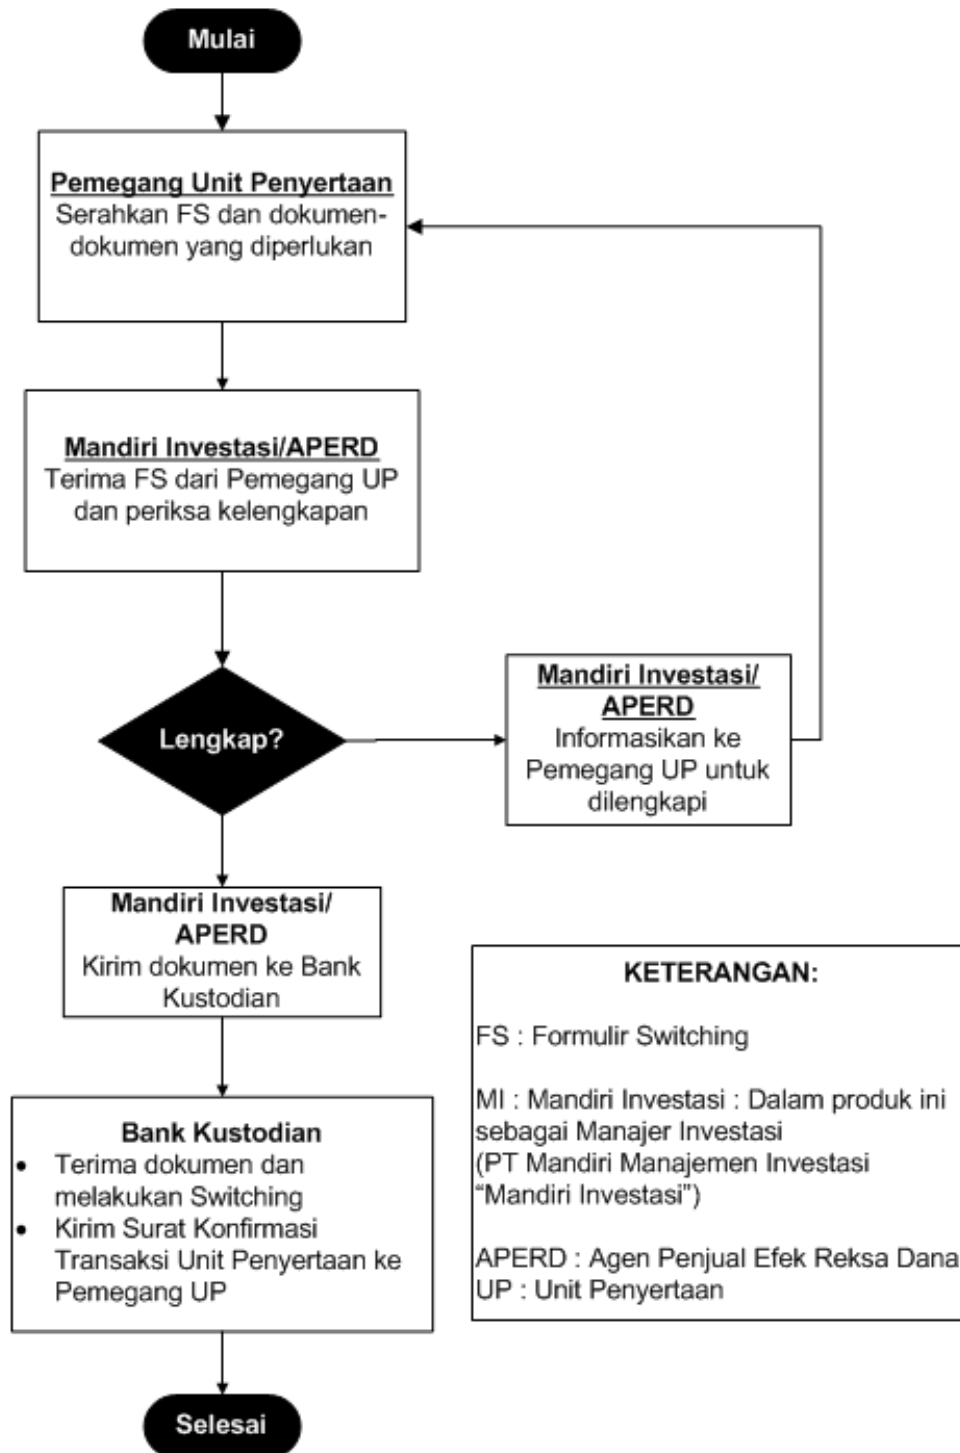 Mulai
Pemegang Unit Penyertaan
Serahkan FS dan dokumen-
dokumen yang diperlukan
Mandiri Investasi/APERD
Terima FS dari Pemegang UP
dan periksa kelengkapan
Lengkap?
Mandiri Investasi/
APERD
Informasikan ke
Pemegang UP untuk
dilengkapi
Mandiri Investasi/
APERD
Kirim dokumen ke Bank
Kustodian
Bank Kustodian
• Terima dokumen dan
melakukan Switching
• Kirim Surat Konfirmasi
Transaksi Unit Penyertaan ke
Pemegang UP
Selesai
KETERANGAN:
FS : Formulir Switching
MI : Mandiri Investasi : Dalam produk ini
sebagai Manajer Investasi
(PT Mandiri Manajemen Investasi
“Mandiri Investasi”)
APERD : Agen Penjual Efek Reksa Dana
UP : Unit Penyertaan